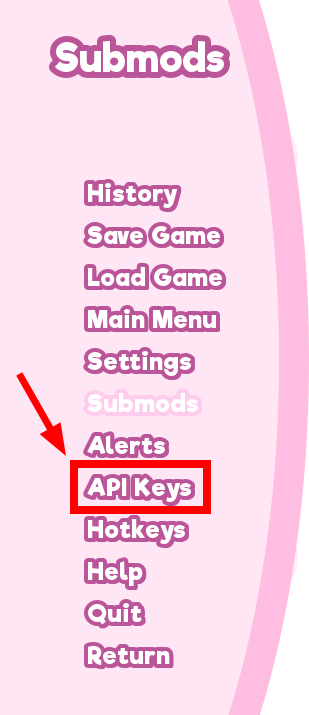 Submods
History
Save Game
Load Game
Main Menu
Settings
Submods
Alerts
API Keys
Hotkeys
Help
Quit
Return